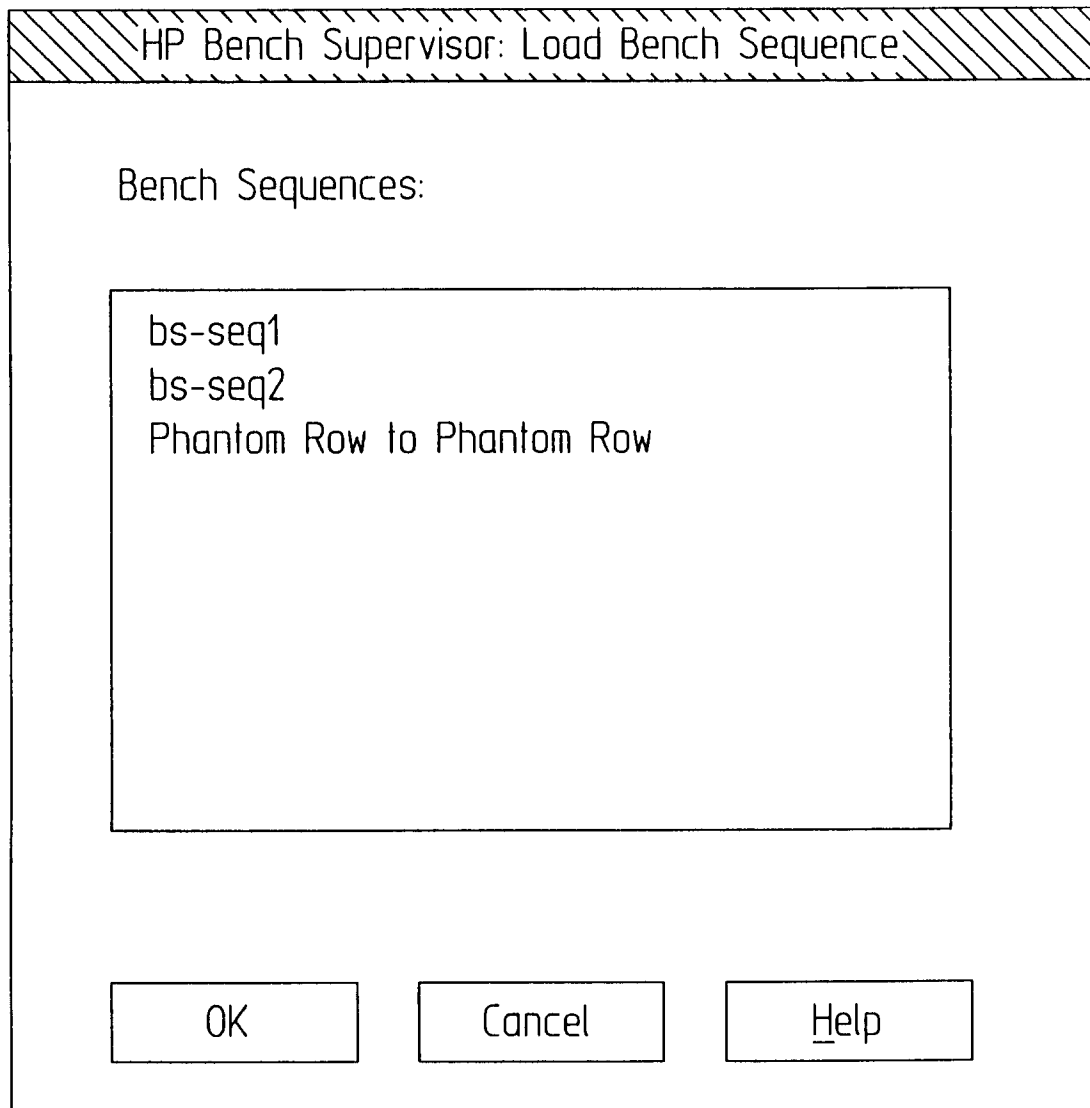 HP Bench Supervisor: Load Bench Sequence
Bench Sequences:
bs-seq1
bs-seq2
Phantom Row to Phantom Row
OK
Cancel
Help